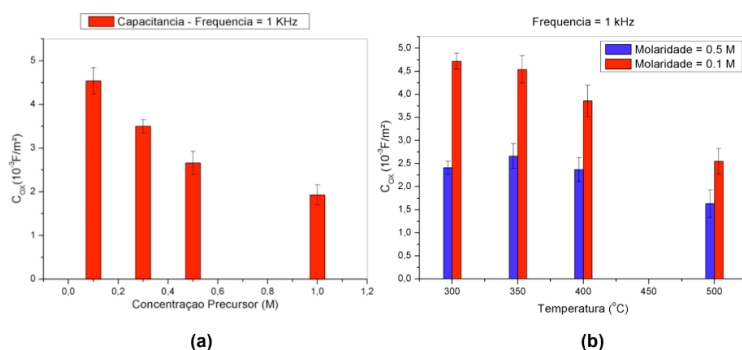 Capacitancia - Frequencia = 1 KHz
5
4
3
2
1
0
C_OX (10⁻³F/m²)
0,0 0,2 0,4 0,6 0,8 1,0 1,2
Concentraçao Precursor (M)
(a)
Frequencia = 1 kHz
Molaridade = 0.5 M
Molaridade = 0.1 M
5,0
4,5
4,0
3,5
3,0
2,5
2,0
1,5
1,0
0,5
0,0
C_OX (10⁻³F/m²)
300 350 400 450 500
Temperatura (°C)
(b)